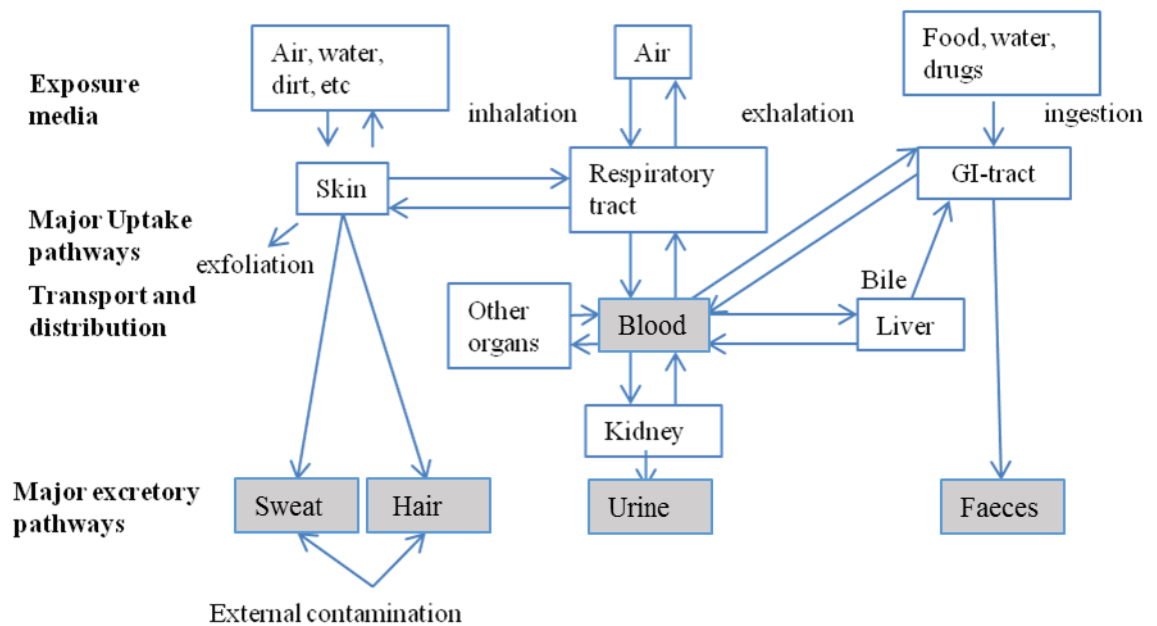 Exposure
media
Air, water,
dirt, etc
Air
Food, water,
drugs
inhalation
exhalation
ingestion
Skin
Respiratory
tract
GI-tract
Major Uptake
pathways
exfoliation
Transport and
distribution
Other
organs
Blood
Bile
Liver
Kidney
Major excretory
pathways
Sweat
Hair
Urine
Faeces
External contamination